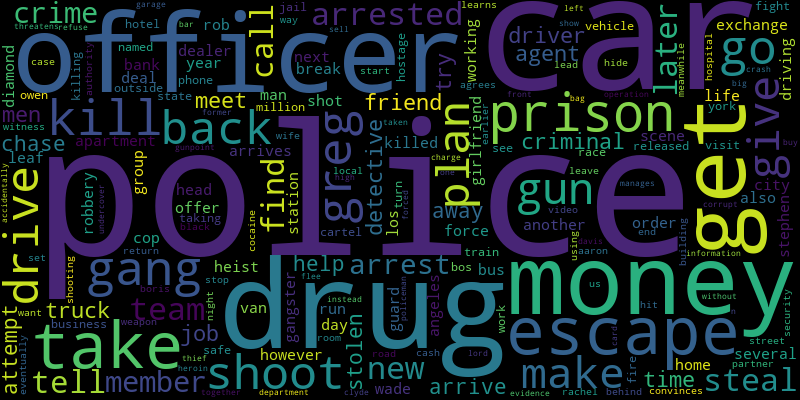 crime
officer
car
police
drug
money
get
escape
prison
take
gang
kill
back
greg
plan
gun
shoot
drive
find
make
give
go
arrested
call
later
driver
agent
try
working
exchange
fight
diamond
killing
owen
case
hotel
bar
rob
jail
way
dealer
year
next
break
hostage
threatens
refuse
garage
named
bank
deal
phone
start
outside
state
men
witness
meet
man
million
shot
friend
learns
sell
left
show
vehicle
agrees
lead
hide
meanwhile
hospital
big
crash
driving
life
york
authority
chase
leaf
apartment
group
arrives
wife
former
gunpoint
killed
taken
detective
girlfriend
earlier
front
bag
operation
criminal
scene
released
visit
buy
see
race
leave
city
also
stephen
corrupt
accidentally
robbery
undercover
head
offer
taking
black
cop
station
local
high
cartel
los
turn
charge
one
forced
away
force
another
video
manages
order
end
building
information
cocaine
set
return
heist
help
arrest
bos
bus
train
aaron
using
davis
us
without
hit
security
attempt
shooting
want
truck
team
boris
stop
van
night
gangster
flee
run
day
room
guard
policeman
instead
angeles
work
card
fire
street
several
partner
business
weapon
job
safe
thief
however
stolen
road
cash
lord
new
wade
arrive
time
home
steal
eventually
tell
member
heroin
together
department
clyde
evidence
rachel
behind
convinces